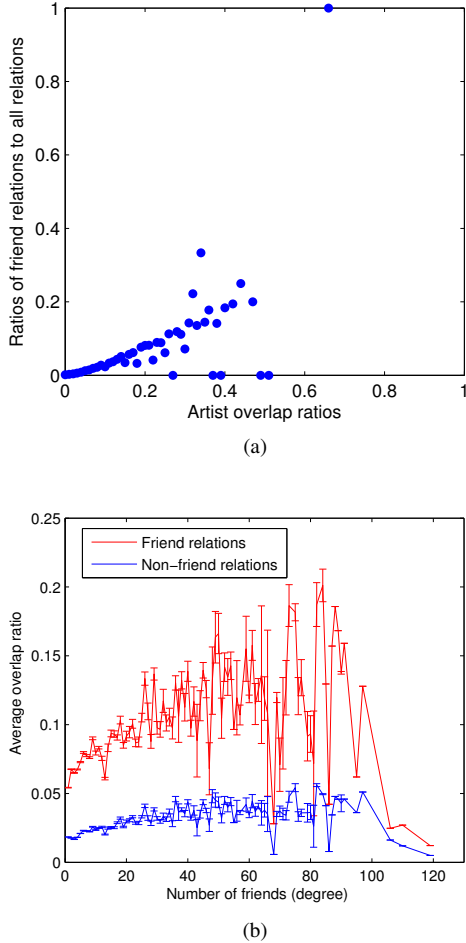 1
0.8
0.6
0.4
0.2
0
Ratios of friend relations to all relations
0 0.2 0.4 0.6 0.8 1
Artist overlap ratios
(a)
0.25
0.2
0.15
0.1
0.05
0
Average overlap ratio
Friend relations
Non−friend relations
0 20 40 60 80 100 120
Number of friends (degree)
(b)